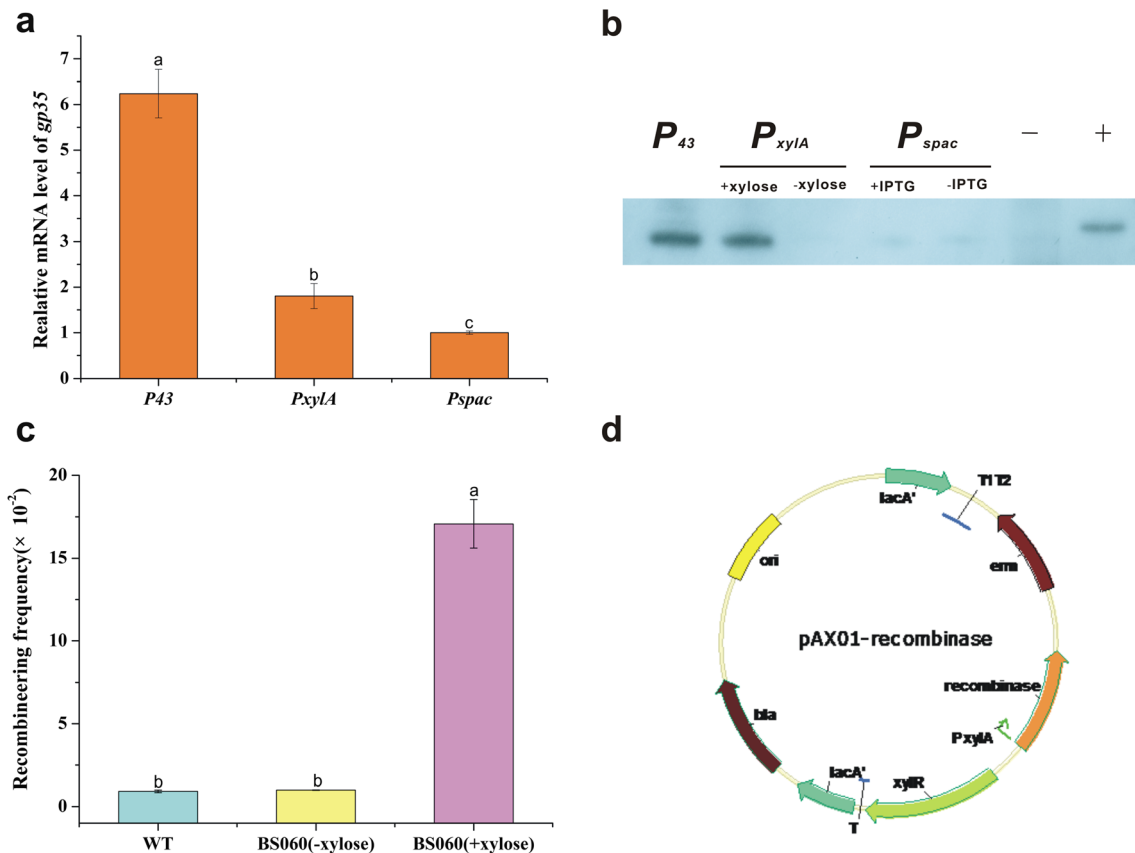 a
Realative mRNA level of gp35
7
6
5
4
3
2
1
0
a
b
c
P43
PxylA
Pspac
b
P43 PxylA Pspac − +
+xylose -xylose +IPTG -IPTG
c
Recombineering frequency(× 10-2)
20
15
10
5
0
b
b
a
WT
BS060(-xylose)
BS060(+xylose)
d
lacA'
T1T2
erm
ori
pAX01-recombinase
recombinase
PxylA
bla
lacA'
xylR
T